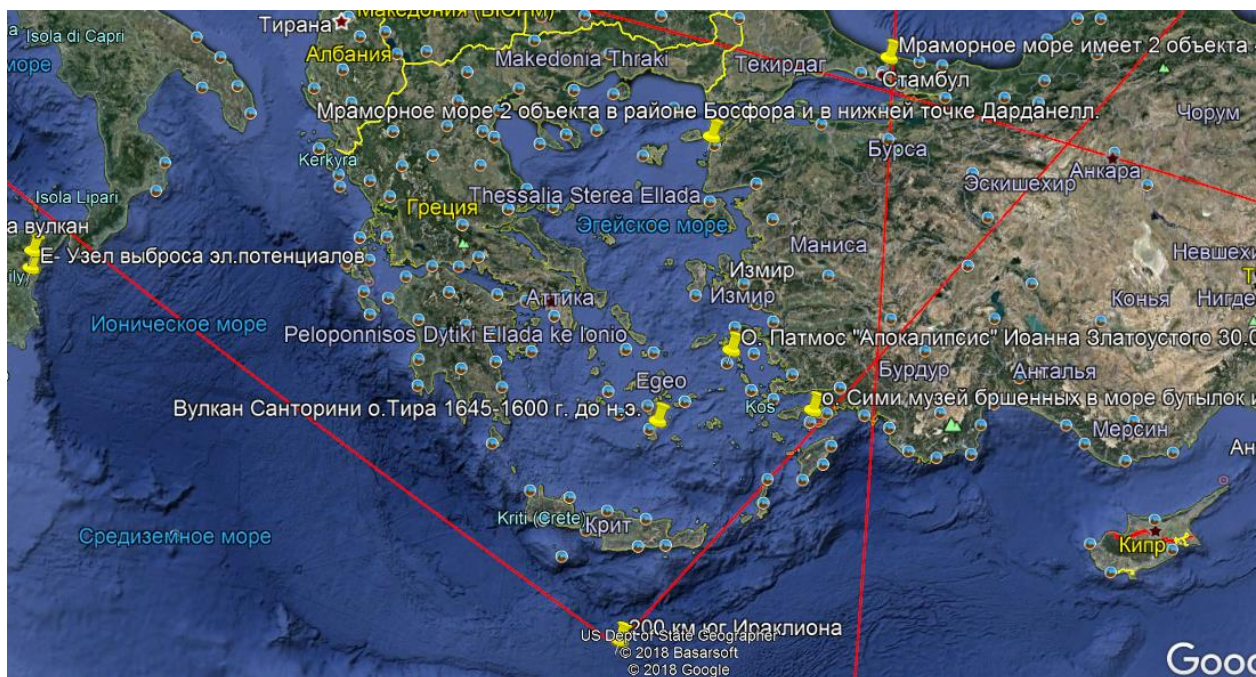 Македония (БЮРМ)
Тирана
Isola di Capri
море
Албания
Makedonia Thraki
Текирдаг
Мраморное море имеет 2 объекта
Стамбул
Мраморное море 2 объекта в районе Босфора и в нижней точке Дарданелл.
Чорум
Бурса
Анкара
Kerkyra
Эскишехир
Isola Lipari
Thessalia Sterea Ellada
Греция
Эгейское море
а вулкан
Маниса
Невшехи
Е- Узел выброса эл.потенциалов
ily)
Измир
Измир
Конья
Нигде
Аттика
Ионическое море
Peloponnisos Dytiki Ellada ke Ionio
О. Патмос "Апокалипсис" Иоанна Златоустого 30.0
Бурдур
Анталья
Egeo
Вулкан Санторини о.Тира 1645-1600 г. до н.э.
Kos
о. Сими музей бршенных в море бутылок и
Мерсин
Ан
Kriti (Crete)
Крит
Средиземное море
Кипр
200 км юг Ираклиона
US Dept of State Geographer
© 2018 Basarsoft
© 2018 Google
Goog